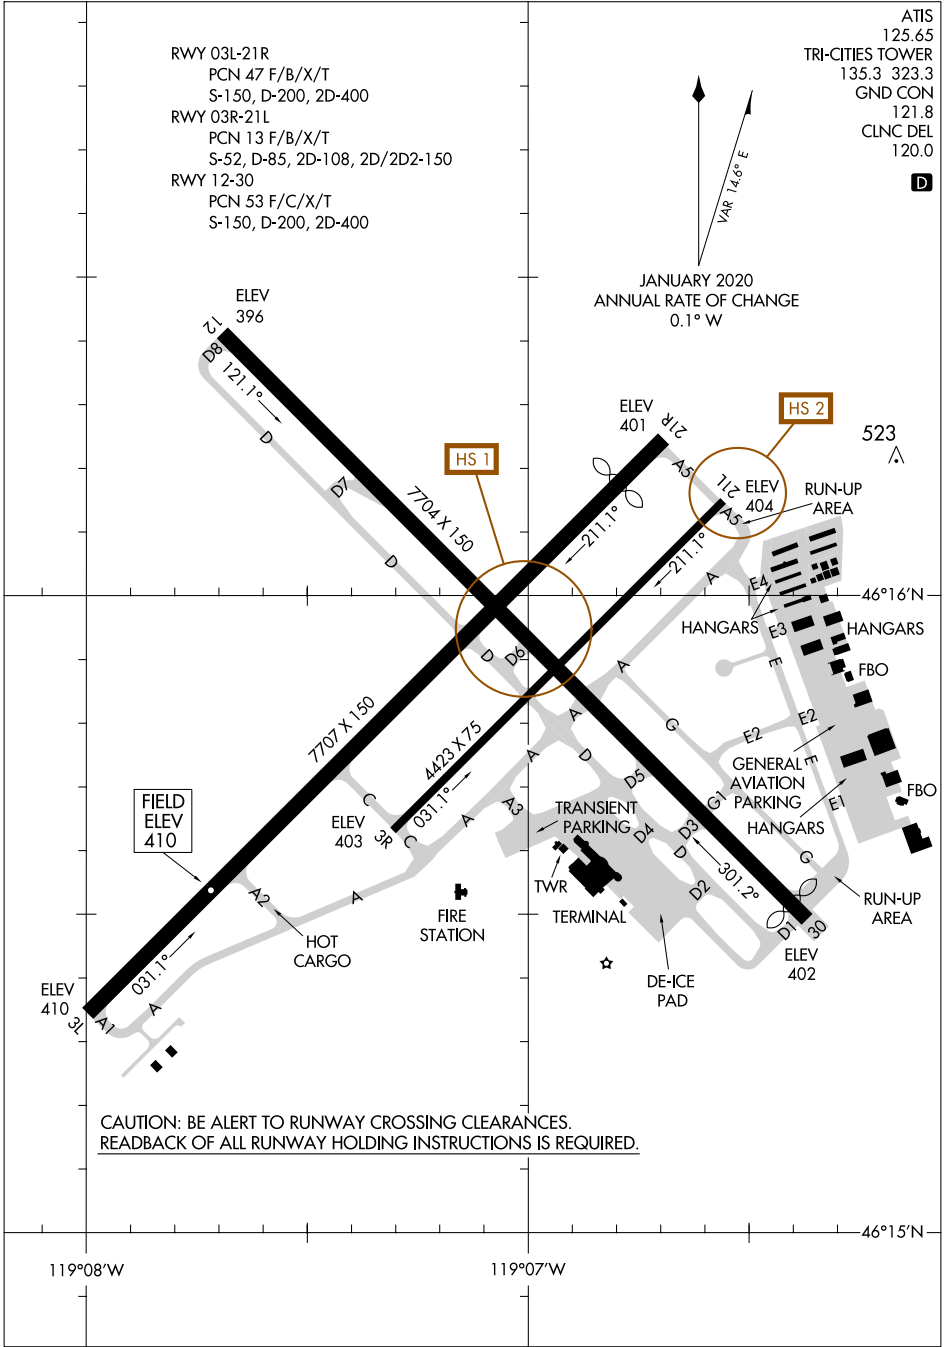 RWY 03L-21R
PCN 47 F/B/X/T
S-150, D-200, 2D-400
RWY 03R-21L
PCN 13 F/B/X/T
S-52, D-85, 2D-108, 2D/2D2-150
RWY 12-30
PCN 53 F/C/X/T
S-150, D-200, 2D-400
ATIS
125.65
TRI-CITIES TOWER
135.3 323.3
GND CON
121.8
CLNC DEL
120.0
D
VAR 14.6° E
JANUARY 2020
ANNUAL RATE OF CHANGE
0.1° W
ELEV
396
12
D8
121.1°
D
D7
7704 X 150
D
HS 1
ELEV
401
21R
A5
HS 2
523
21L
ELEV
404
A5
RUN-UP
AREA
211.1°
211.1°
A
E4
46°16'N
HANGARS
E3
HANGARS
E
FBO
D
D6
A
7707 X 150
4423 X 75
A
G
E2
E2
E
A
D
D5
GENERAL
AVIATION
PARKING
G1
E1
FBO
HANGARS
FIELD
ELEV
410
C
ELEV
403
3R
031.1°
C
A
A3
TRANSIENT
PARKING
D4
D3
D
301.2°
G
TWR
TERMINAL
D2
RUN-UP
AREA
A2
A
HOT
CARGO
FIRE
STATION
D1
30
ELEV
402
DE-ICE
PAD
031.1°
ELEV
410
3L
A1
A
CAUTION: BE ALERT TO RUNWAY CROSSING CLEARANCES.
READBACK OF ALL RUNWAY HOLDING INSTRUCTIONS IS REQUIRED.
46°15'N
119°08'W
119°07'W